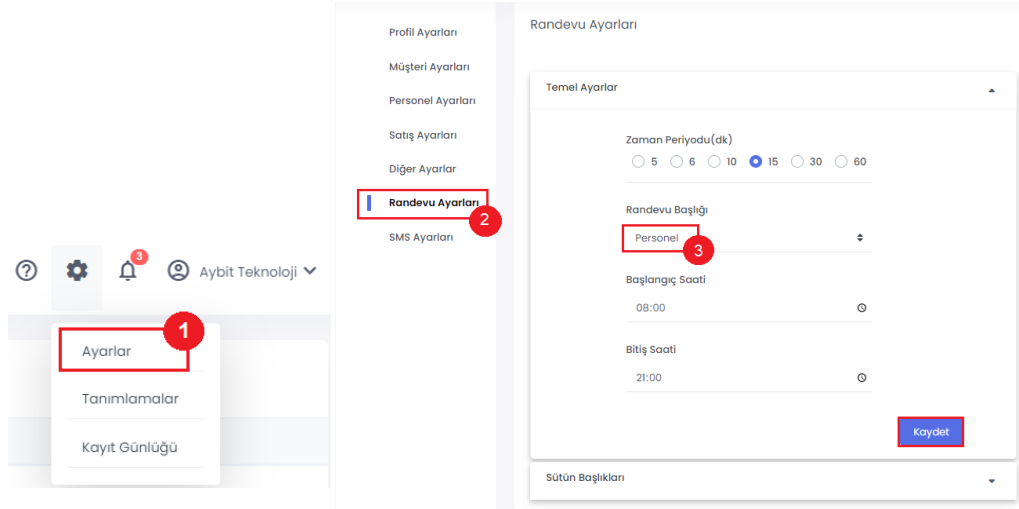 3
Aybit Teknoloji
1
Ayarlar
Tanımlamalar
Kayıt Günlüğü
Profil Ayarları
Müşteri Ayarları
Personel Ayarları
Satış Ayarları
Diğer Ayarlar
Randevu Ayarları
2
SMS Ayarları
Randevu Ayarları
Temel Ayarlar
Zaman Periyodu(dk)
5 6 10 15 30 60
Randevu Başlığı
Personel
3
Başlangıç Saati
08:00
Bitiş Saati
21:00
Kaydet
Sütün Başlıkları